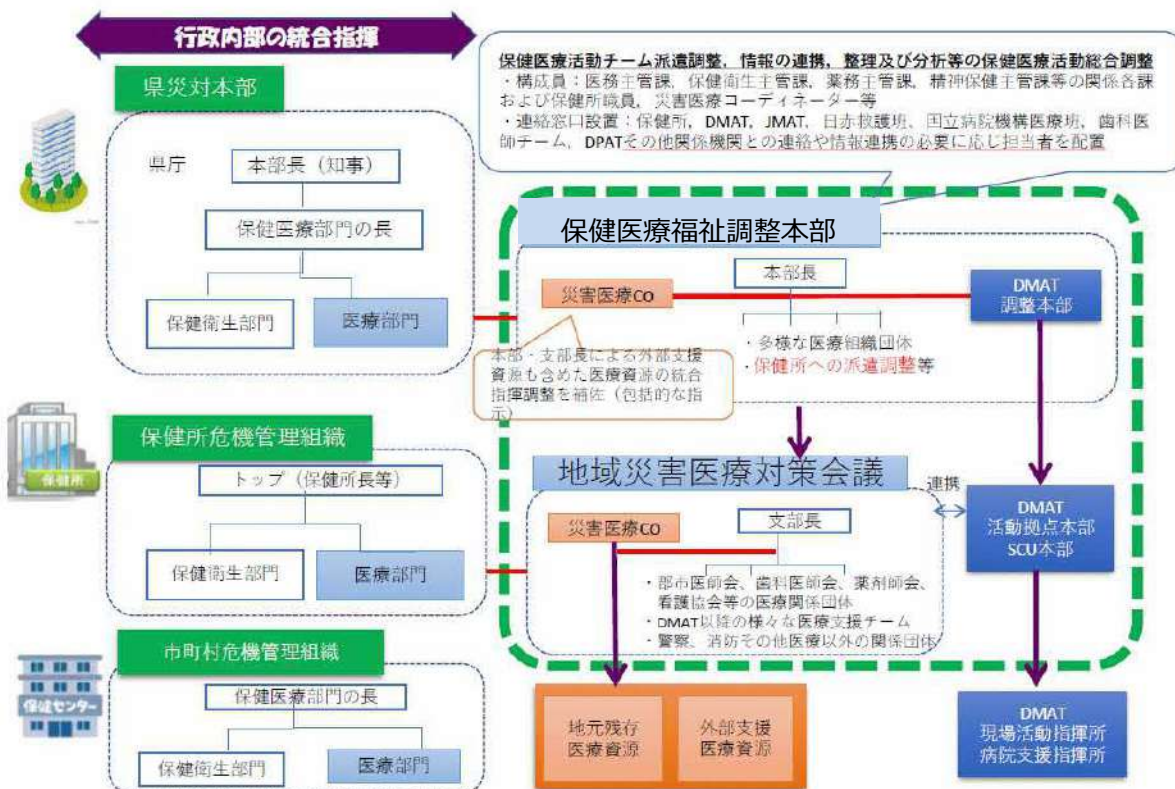 行政内部の統合指揮
県災対本部
県庁
本部長（知事）
保健医療部門の長
保健衛生部門
医療部門
保健医療活動チーム派遣調整，情報の連携，整理及び分析等の保健医療活動総合調整
・構成員：医務主管課、保健衛生主管課，薬務主管課，精神保健主管課等の関係各課
および保健所職員，災害医療コーディネーター等
・連絡窓口設置：保健所，DMAT，JMAT，日赤救護班、国立病院機構医療班，歯科医
師チーム，DPATその他関係機関との連絡や情報連携の必要に応じ担当者を配置
保健医療福祉調整本部
本部長
災害医療CO
DMAT
調整本部
・多様な医療組織団体
・保健所への派遣調整等
本部・支部長による外部支援
資源も含めた医療資源の統合
指揮調整を補佐（包括的な指
示）
保健所
保健所危機管理組織
トップ（保健所長等）
保健衛生部門
医療部門
地域災害医療対策会議
連携
災害医療CO
支部長
・郡市医師会、歯科医師会、薬剤師会、
看護協会等の医療関係団体
・DMAT以降の様々な医療支援チーム
・警察、消防その他医療以外の関係団体
DMAT
活動拠点本部
SCU本部
保健センター
市町村危機管理組織
保健医療部門の長
保健衛生部門
医療部門
地元残存
医療資源
外部支援
医療資源
DMAT
現場活動指揮所
病院支援指揮所